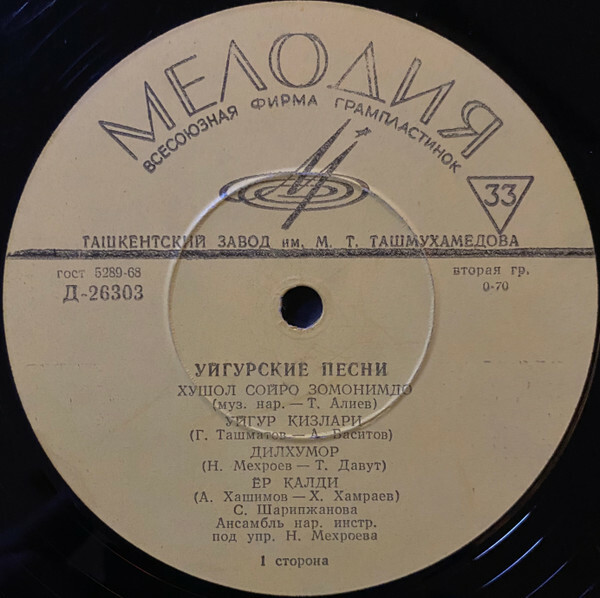 МЕЛОДИЯ
ВСЕСОЮЗНАЯ ФИРМА ГРАМПЛАСТИНОК
33
ТАШКЕНТСКИЙ ЗАВОД им. М. Т. ТАШМУХАМЕДОВА
гост 5289-68
Д-26303
вторая гр.
0-70
УЙГУРСКИЕ ПЕСНИ
ХУШОЛ СОЙРО ЗОМОНИМДО
(муз. нар. — Т. Алиев)
УЙГУР КИЗЛАРИ
(Г. Ташматов — А. Васитов)
ДИЛХУМОР
(Н. Мехроев — Т. Давут)
ЁР КАЛДИ
(А. Хашимов — Х. Хамраев)
С. Шарипжанова
Ансамбль нар. инстр.
под упр. Н. Мехроева
1 сторона